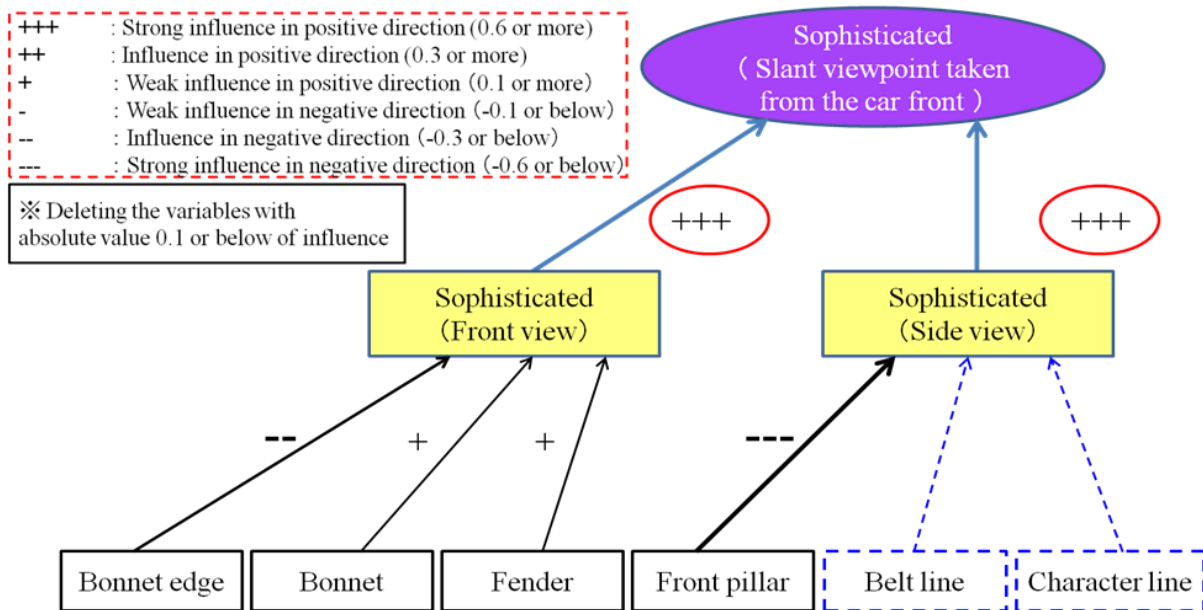 +++ : Strong influence in positive direction (0.6 or more)
++ : Influence in positive direction (0.3 or more)
+ : Weak influence in positive direction (0.1 or more)
- : Weak influence in negative direction (-0.1 or below)
-- : Influence in negative direction (-0.3 or below)
--- : Strong influence in negative direction (-0.6 or below)
※ Deleting the variables with
absolute value 0.1 or below of influence
Sophisticated
( Slant viewpoint taken
from the car front )
+++
+++
Sophisticated
(Front view)
Sophisticated
(Side view)
--
+
+
---
Bonnet edge
Bonnet
Fender
Front pillar
Belt line
Character line